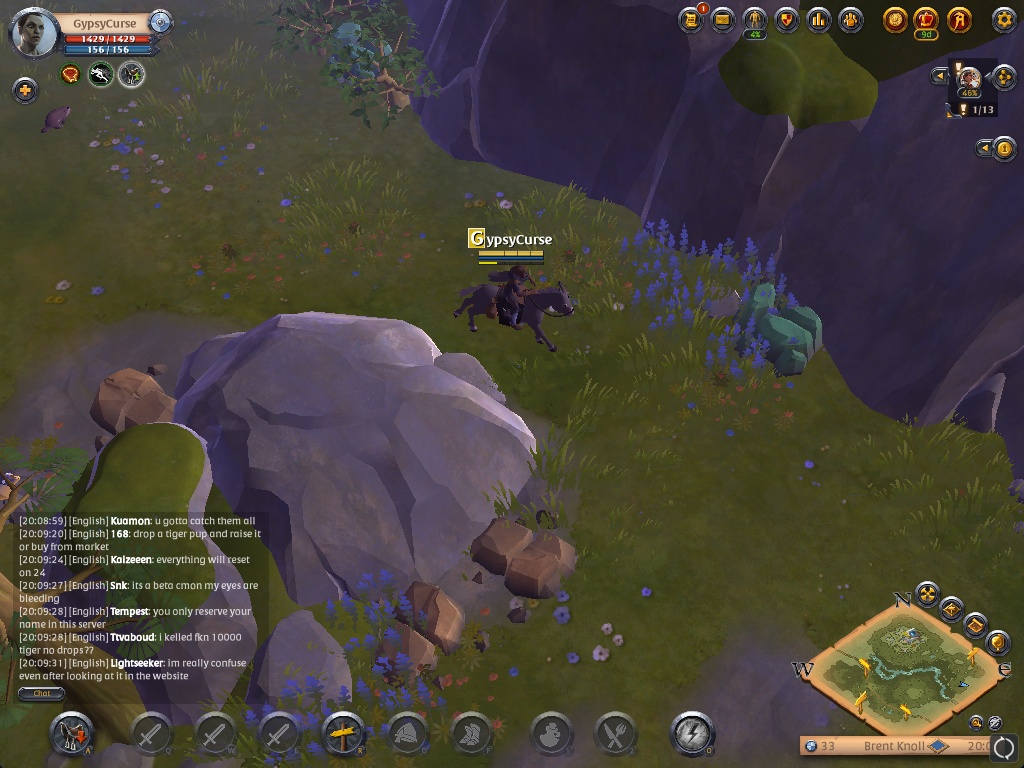 GypsyCurse
1429 / 1429
156 / 156
1
4%
9d
46%
1/13
GypsyCurse
[20:08:59] [English] Kuamon: u gotta catch them all
[20:09:20] [English] 168: drop a tiger pup and raise it
or buy from market
[20:09:24] [English] Kaizeeen: everything will reset
on 24
[20:09:27] [English] Snk: its a beta cmon my eyes are
bleeding
[20:09:28] [English] Tempest: you only reserve your
name in this server
[20:09:28] [English] Ttvaboud: i kelled fkn 10000
tiger no drops??
[20:09:31] [English] Lightseeker: im really confuse
even after looking at it in the website
Chat
N
W
E
A
Q
W
E
R
D
F
O
33 Brent Knoll